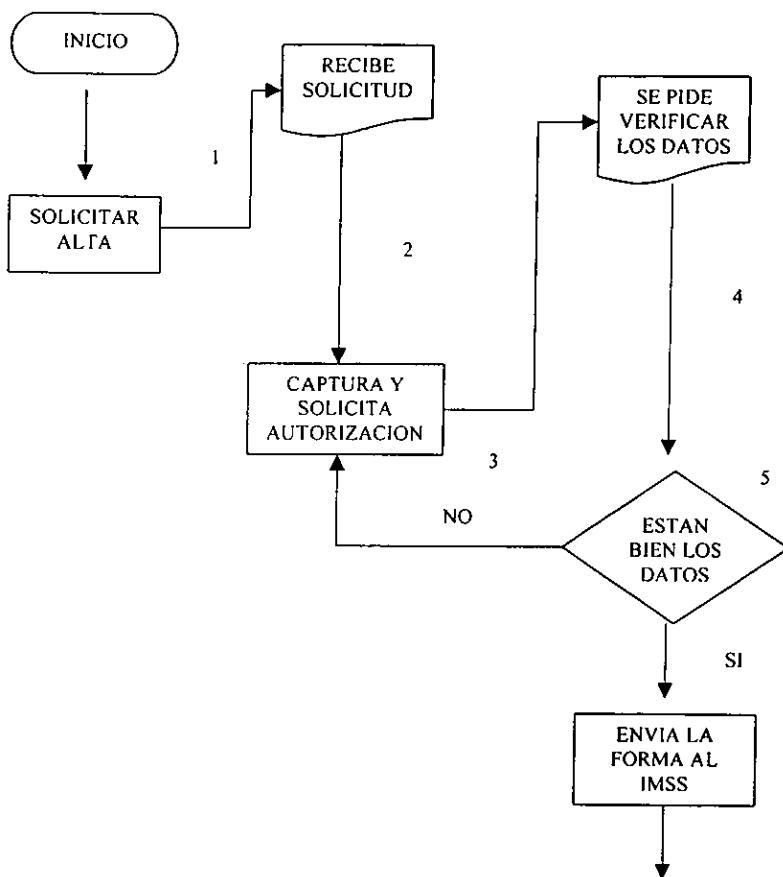 INICIO
RECIBE
SOLICITUD
SE PIDE
VERIFICAR
LOS DATOS
1
SOLICITAR
ALTA
2
4
CAPTURA Y
SOLICITA
AUTORIZACION
3
5
NO
ESTAN
BIEN LOS
DATOS
SI
ENVIA LA
FORMA AL
IMSS